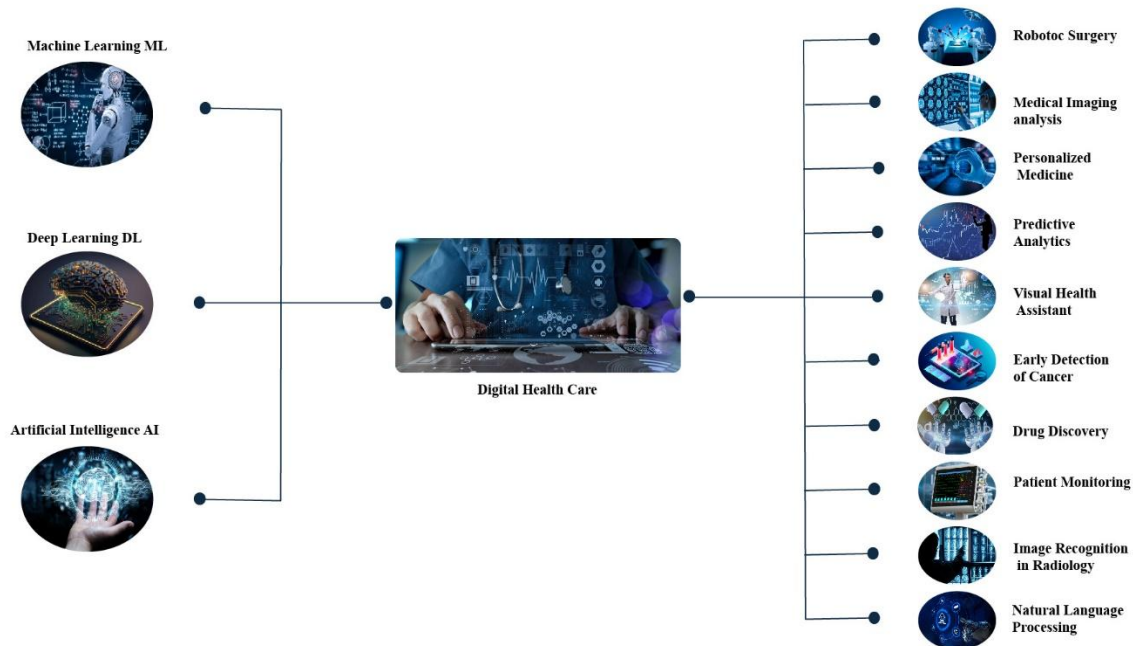 Machine Learning ML
Deep Learning DL
Artificial Intelligence AI
Digital Health Care
Robotoc Surgery
Medical Imaging
analysis
Personalized
Medicine
Predictive
Analytics
Visual Health
Assistant
Early Detection
of Cancer
Drug Discovery
Patient Monitoring
Image Recognition
in Radiology
Natural Language
Processing